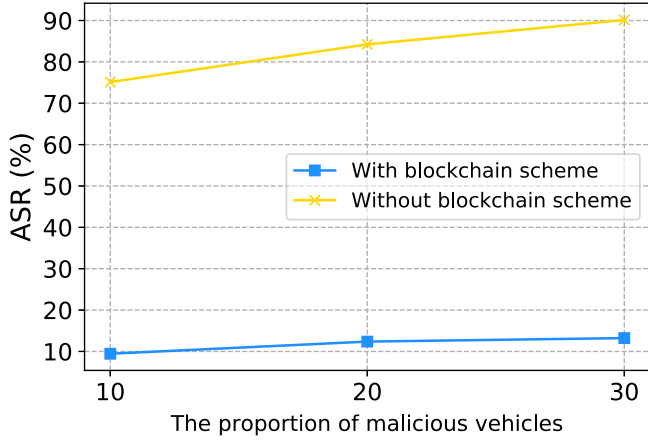 90
80
70
60
50
40
30
20
10
ASR (%)
With blockchain scheme
Without blockchain scheme
10 20 30
The proportion of malicious vehicles